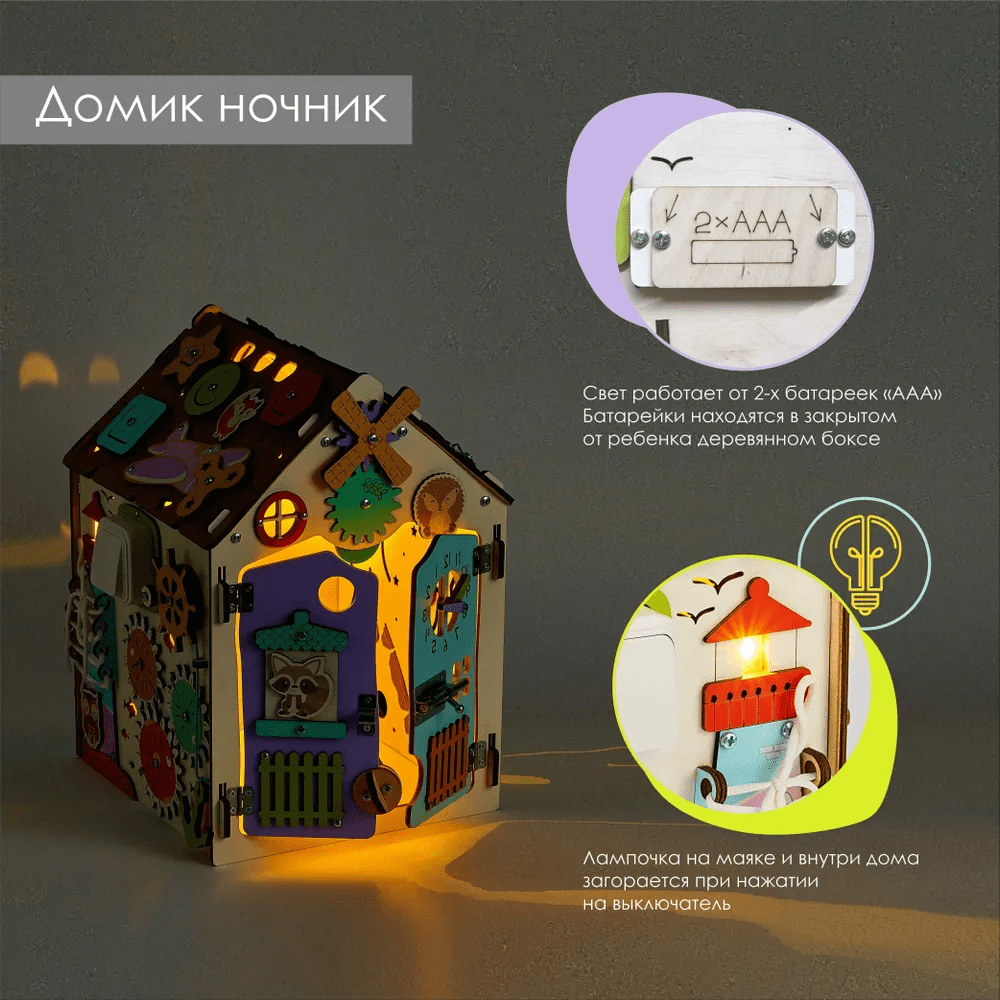 Домик ночник
2×AAA
Свет работает от 2-х батареек «ААА»
Батарейки находятся в закрытом
от ребенка деревянном боксе
Лампочка на маяке и внутри дома
загорается при нажатии
на выключатель